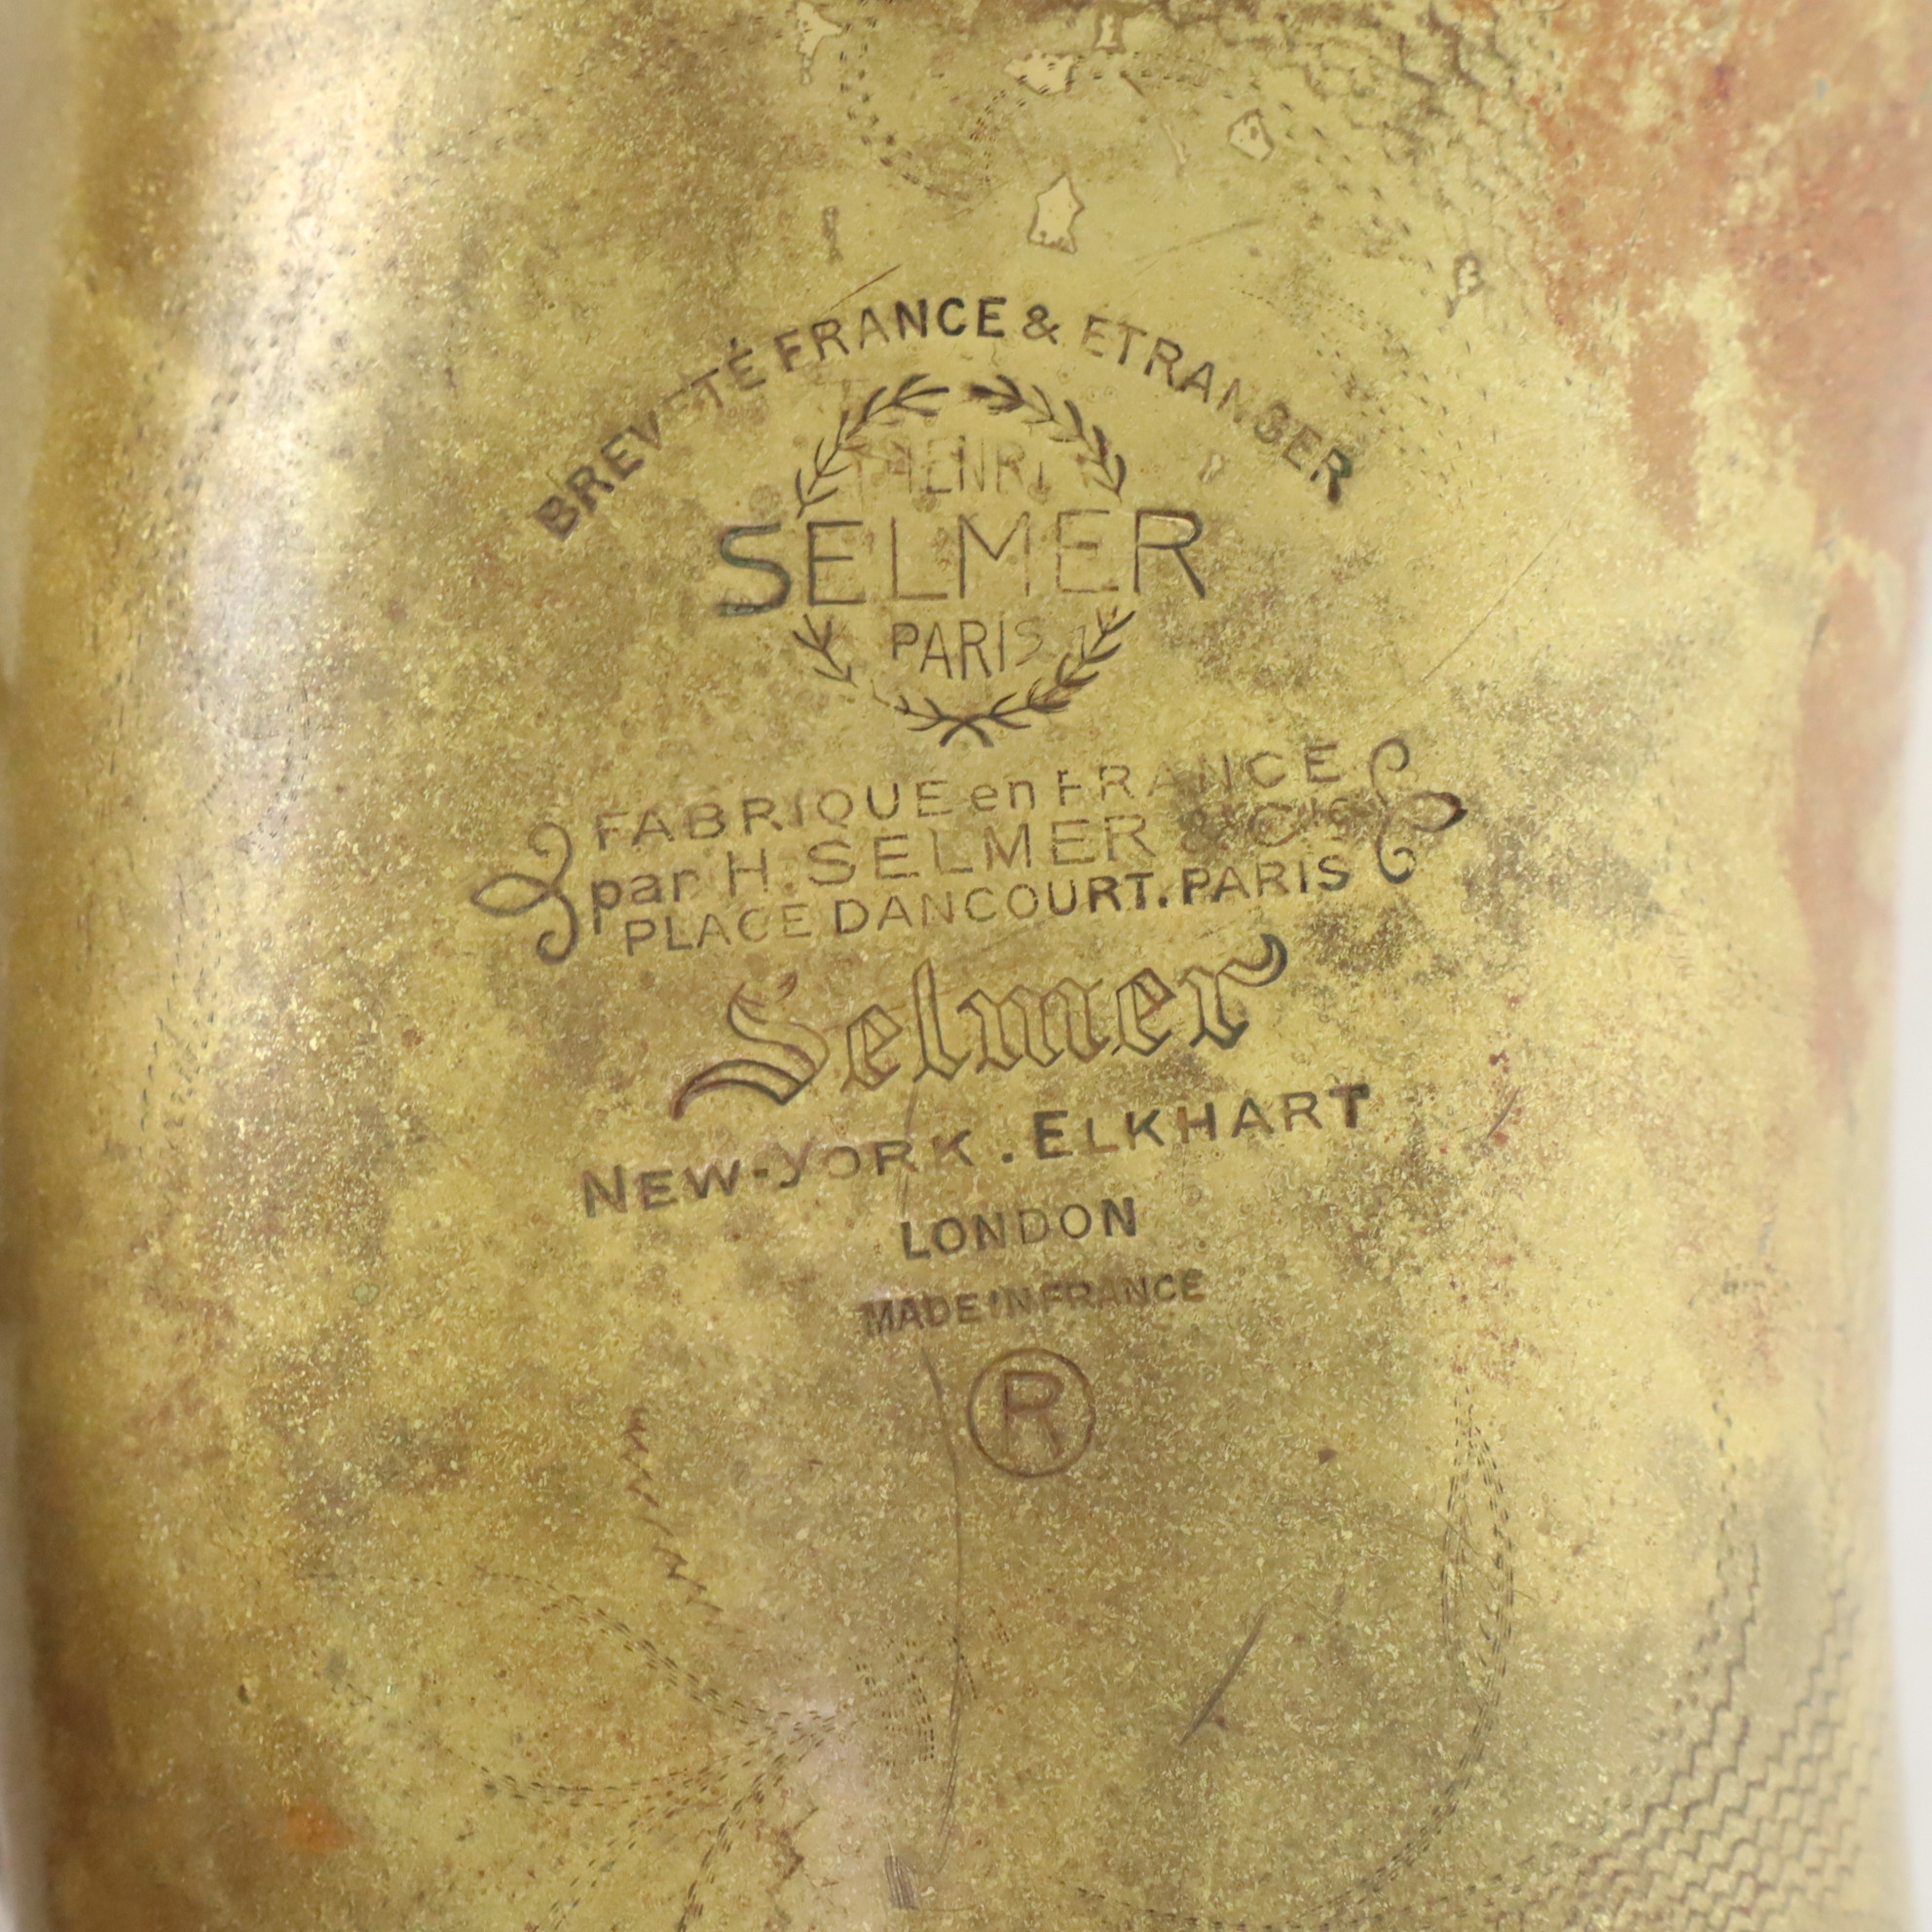 BREVETÉ FRANCE & ETRANGER
HENRI
SELMER
PARIS
FABRIQUE en FRANCE
par H. SELMER & Cie
PLACE DANCOURT. PARIS
Selmer
NEW-YORK. ELKHART
LONDON
MADE IN FRANCE
R